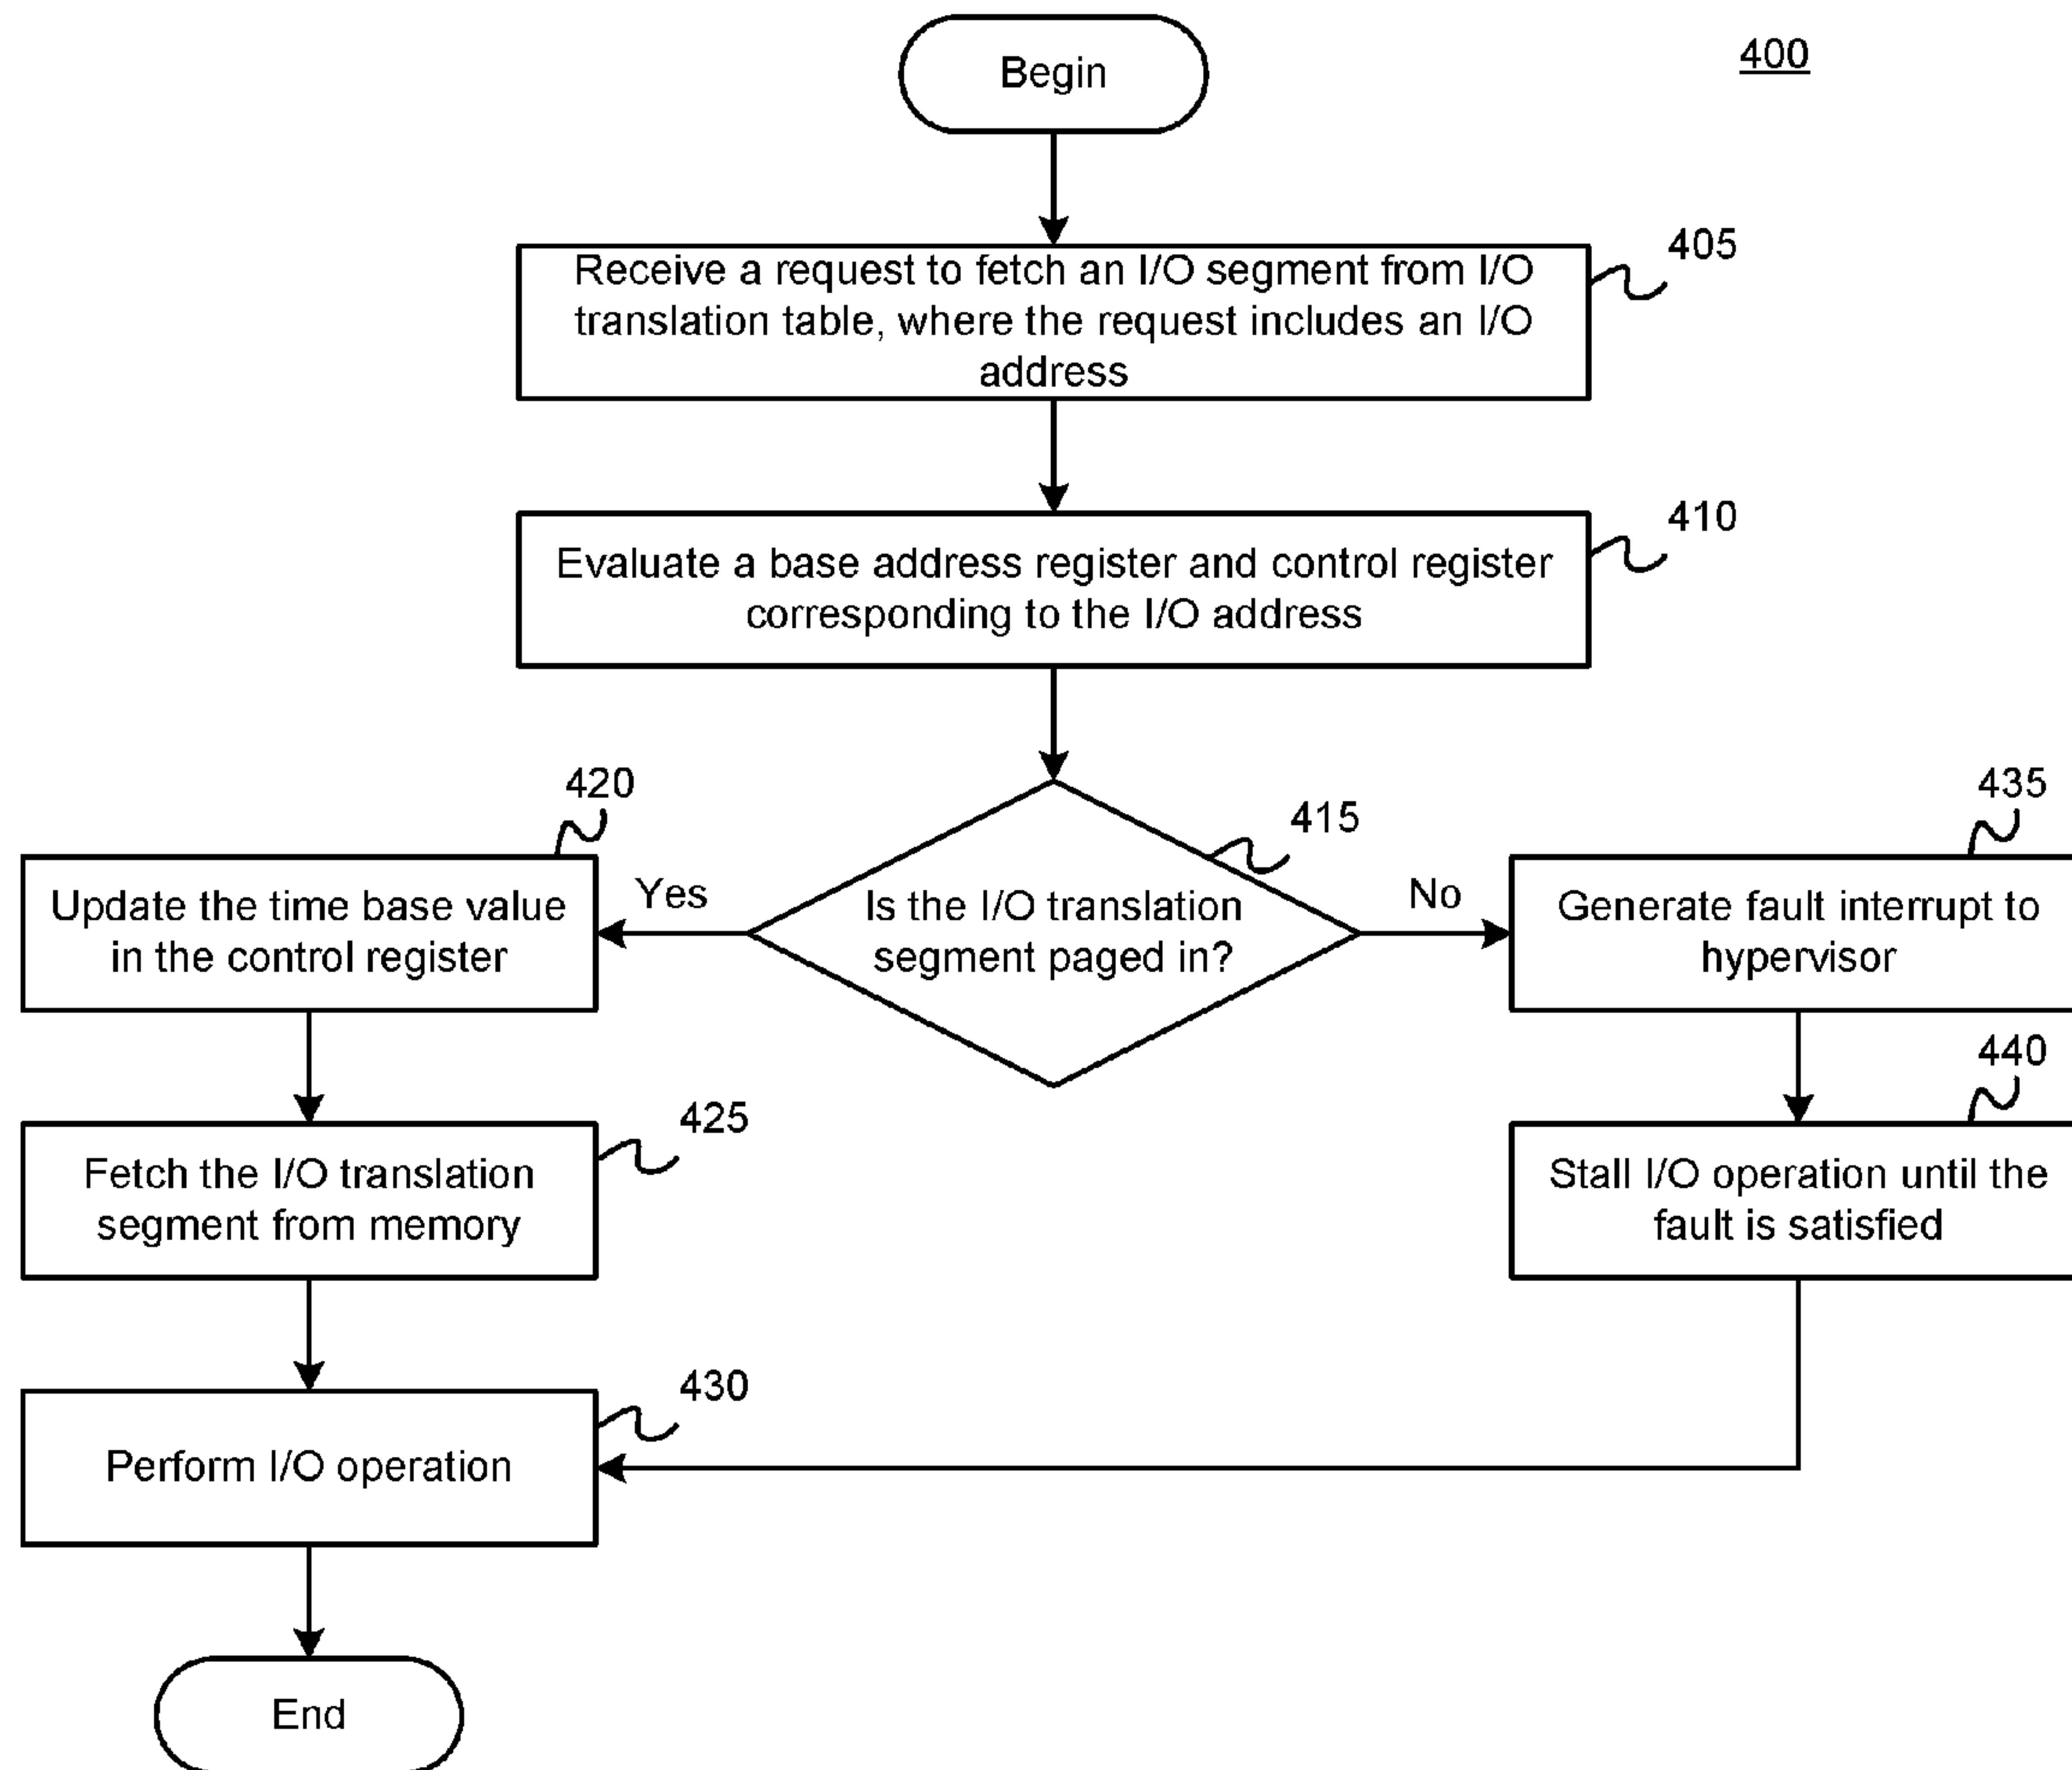 Begin
400
Receive a request to fetch an I/O segment from I/O
translation table, where the request includes an I/O
address
405
Evaluate a base address register and control register
corresponding to the I/O address
410
Is the I/O translation
segment paged in?
415
Yes
No
Update the time base value
in the control register
420
Fetch the I/O translation
segment from memory
425
Perform I/O operation
430
Generate fault interrupt to
hypervisor
435
Stall I/O operation until the
fault is satisfied
440
End